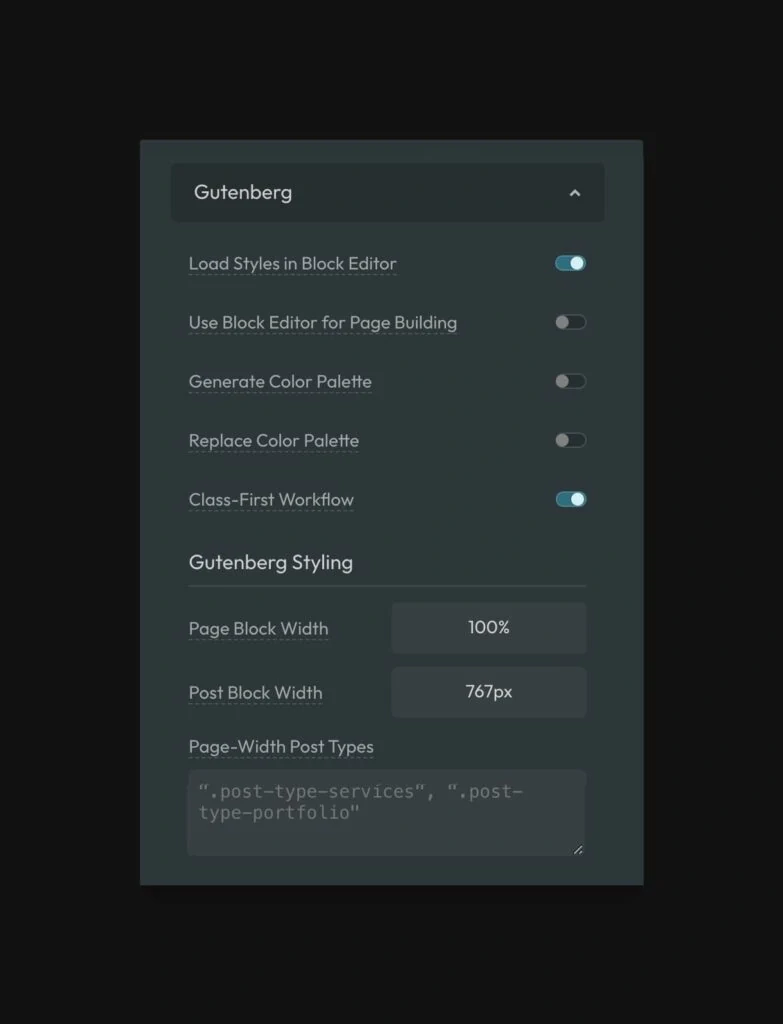 Gutenberg
Load Styles in Block Editor
Use Block Editor for Page Building
Generate Color Palette
Replace Color Palette
Class-First Workflow
Gutenberg Styling
Page Block Width
100%
Post Block Width
767px
Page-Width Post Types
“.post-type-services“, “.post-
type-portfolio"